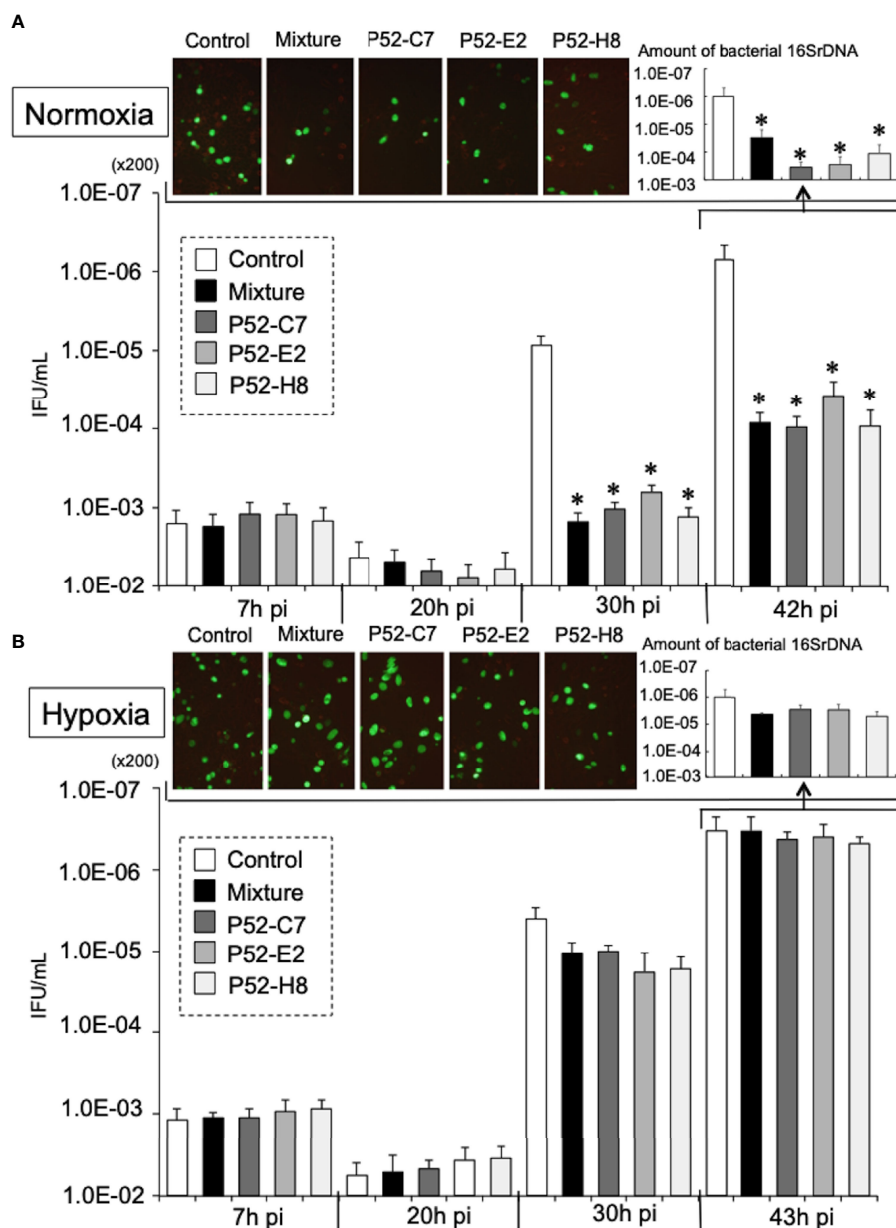 A
Control Mixture P52-C7 P52-E2 P52-H8
Normoxia
(x200)
Amount of bacterial 16SrDNA
1.0E-07
1.0E-06
1.0E-05
1.0E-04
1.0E-03
* * * *
IFU/mL
1.0E-07
1.0E-06
1.0E-05
1.0E-04
1.0E-03
1.0E-02
Control
Mixture
P52-C7
P52-E2
P52-H8
* * * *
* * * *
7h pi 20h pi 30h pi 42h pi
B
Control Mixture P52-C7 P52-E2 P52-H8
Hypoxia
(x200)
Amount of bacterial 16SrDNA
1.0E-07
1.0E-06
1.0E-05
1.0E-04
1.0E-03
IFU/mL
1.0E-07
1.0E-06
1.0E-05
1.0E-04
1.0E-03
1.0E-02
Control
Mixture
P52-C7
P52-E2
P52-H8
7h pi 20h pi 30h pi 43h pi